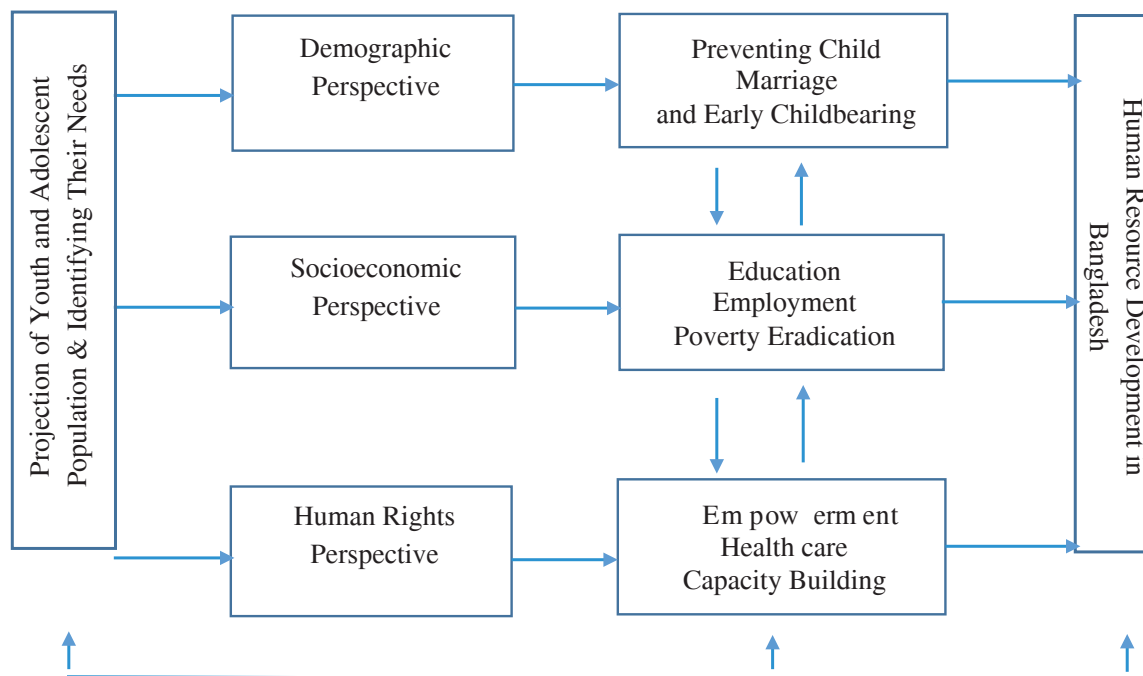 Projection of Youth and Adolescent
Population & Identifying Their Needs
Demographic
Perspective
Preventing Child
Marriage
and Early Childbearing
Socioeconomic
Perspective
Education
Employment
Poverty Eradication
Human Rights
Perspective
Em pow erm ent
Health care
Capacity Building
Human Resource Development in
Bangladesh